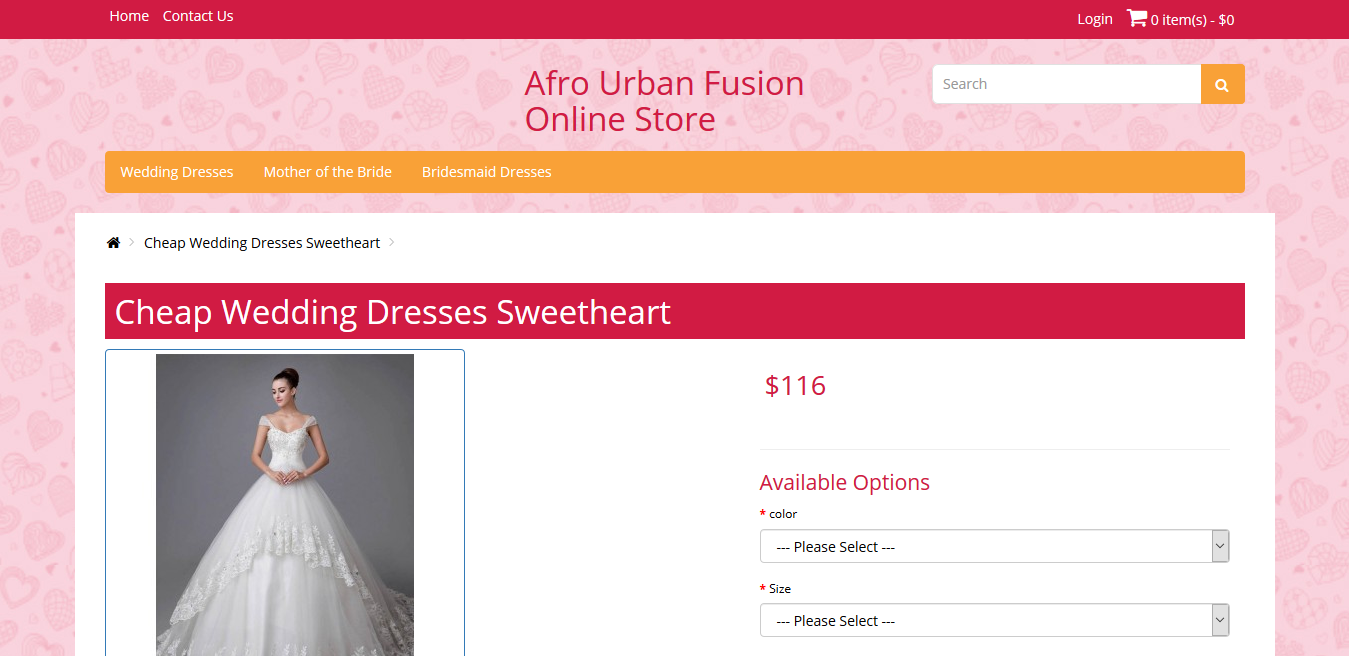 Home Contact Us
Login 0 item(s) - $0
Afro Urban Fusion
Online Store
Search
Wedding Dresses Mother of the Bride Bridesmaid Dresses
Cheap Wedding Dresses Sweetheart
Cheap Wedding Dresses Sweetheart
$116
Available Options
* color
--- Please Select ---
* Size
--- Please Select ---